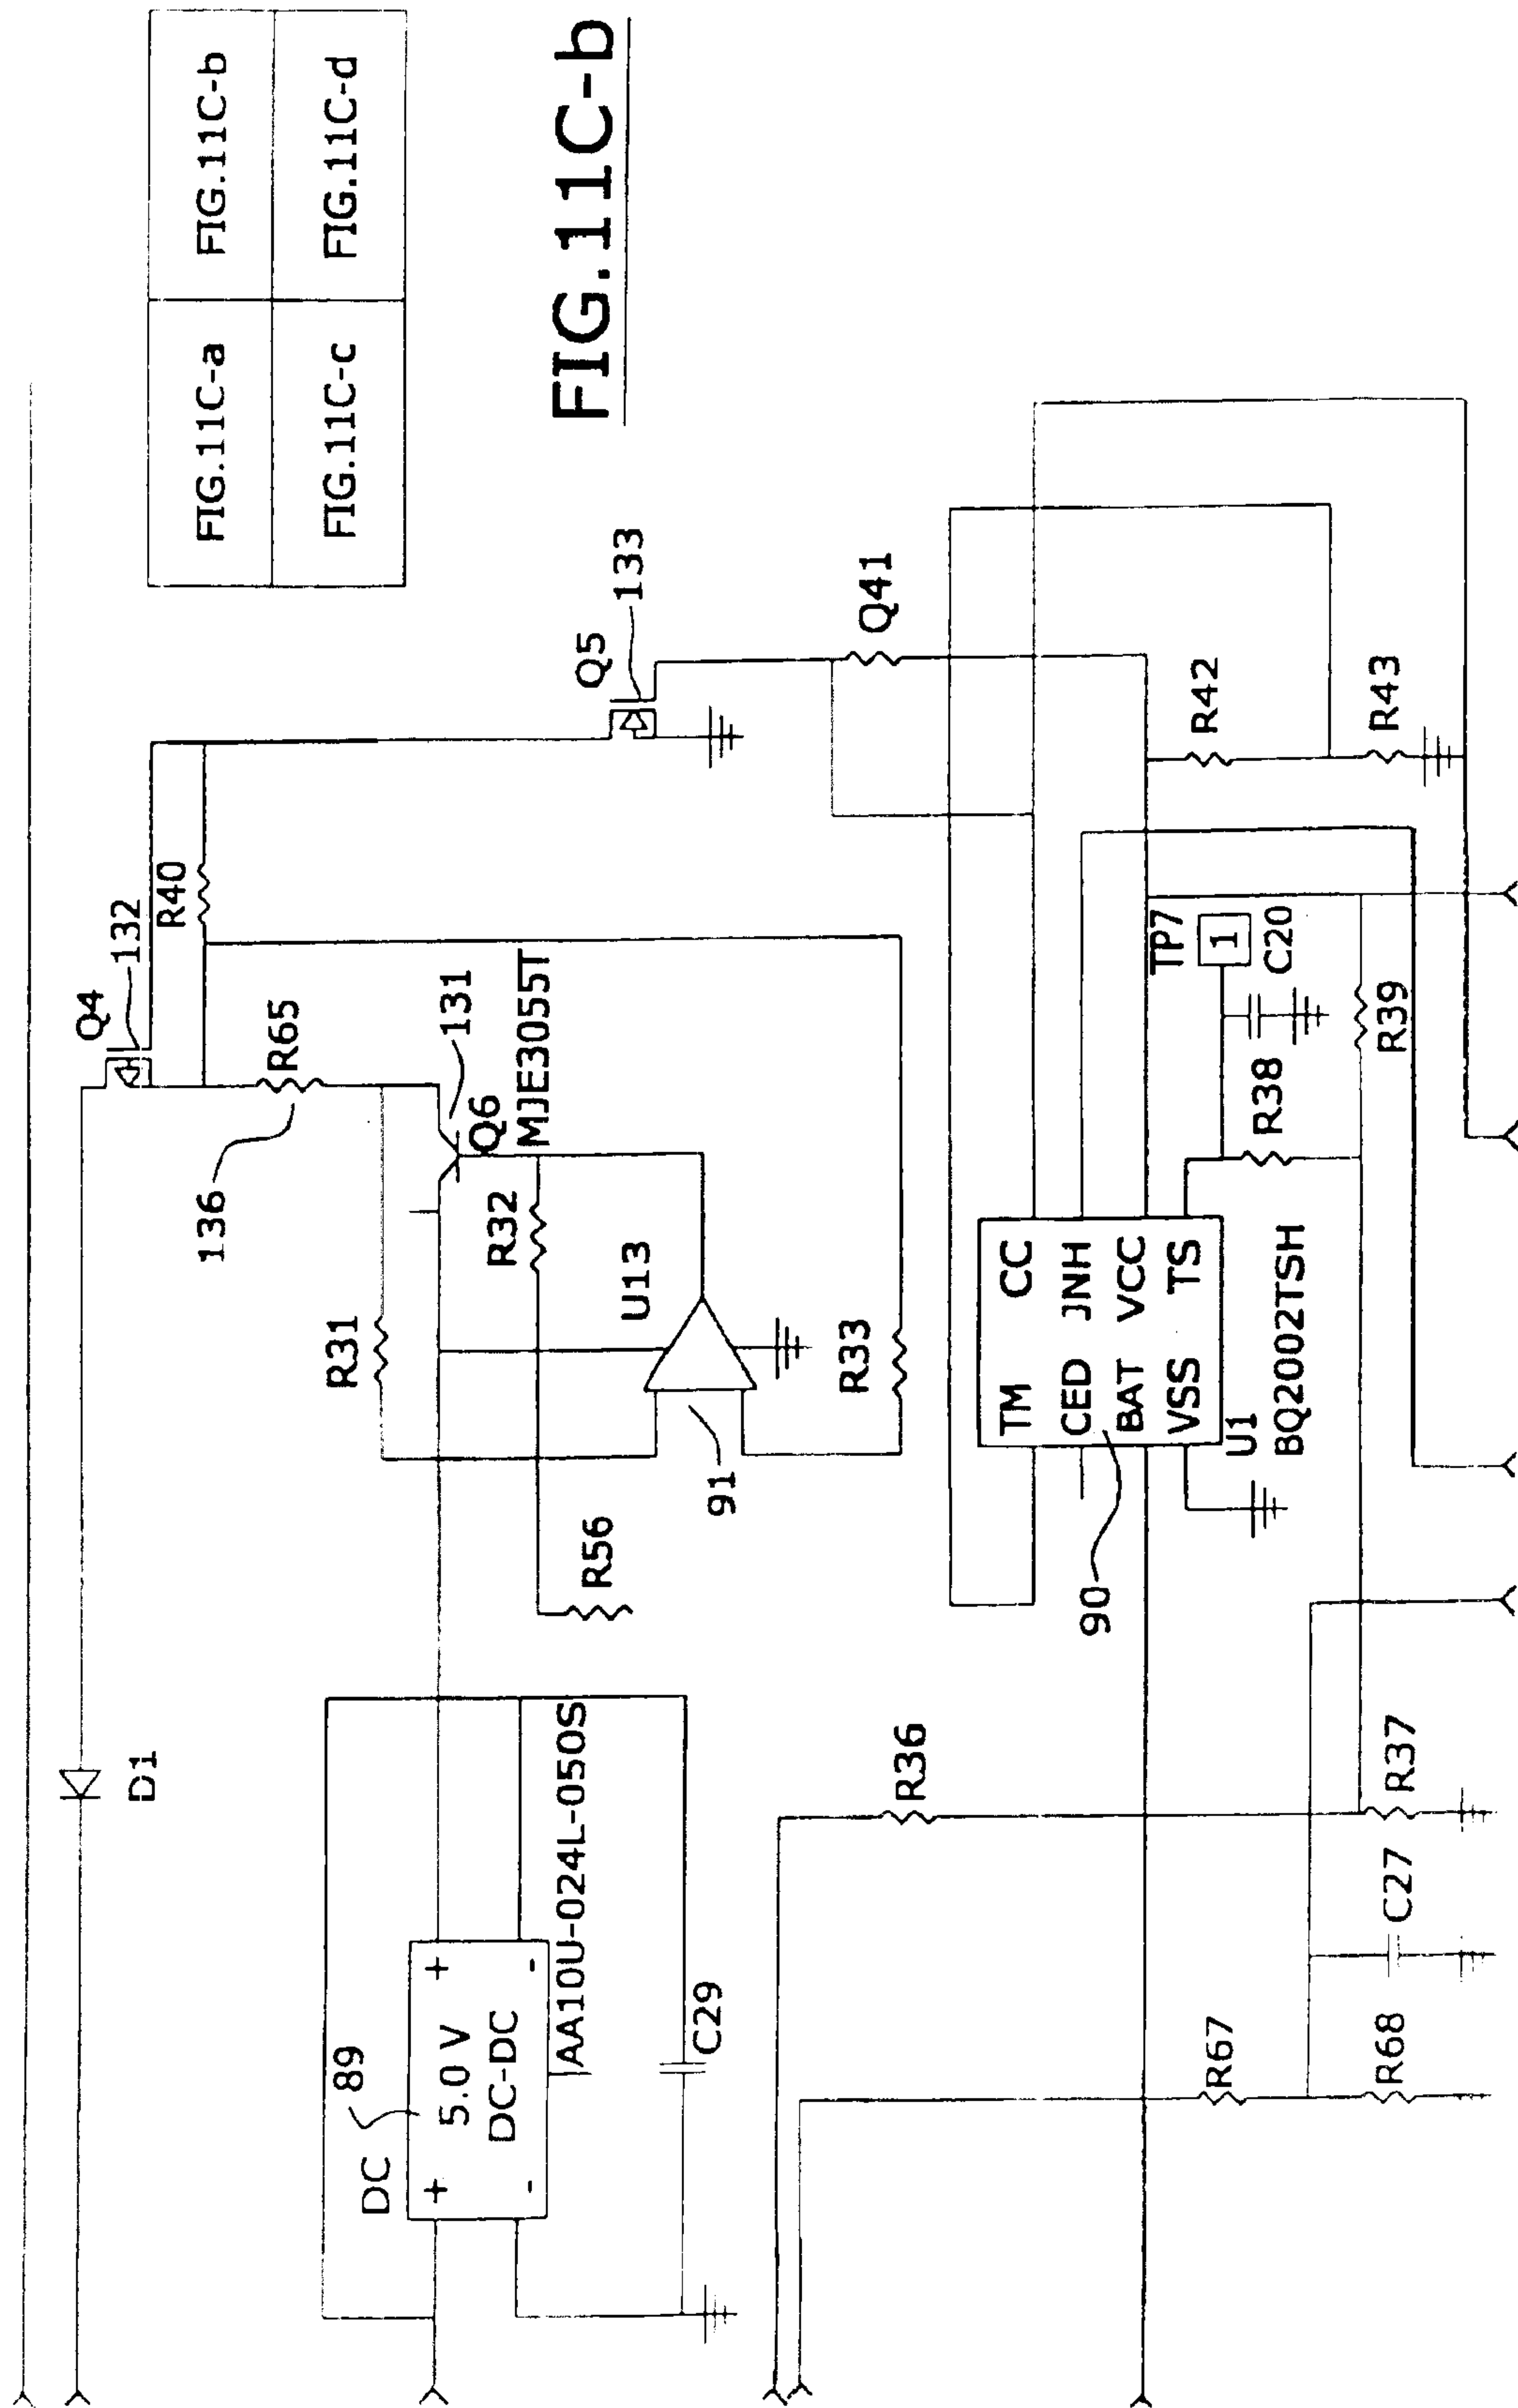 FIG.11C-a
FIG.11C-b
FIG.11C-c
FIG.11C-d
FIG.11C-b
D1
Q4
132
R40
136
R65
131
Q6
MJE3055T
R31
R32
U13
91
R33
R56
DC
89
+
5.0 V
+
-
DC-DC
-
AA10U-024L-050S
C29
Q5
133
Q41
R42
R43
TM
CC
CED
JNH
BAT
VCC
VSS
TS
90
U1
BQ2002TSH
TP7
1
C20
R38
R39
R36
R37
C27
R67
R68